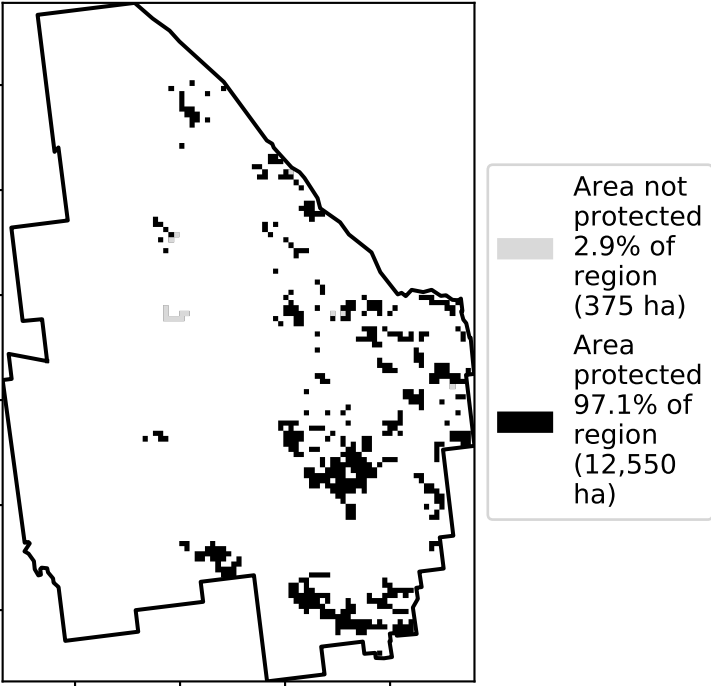 Area not
protected
2.9% of
region
(375 ha)
Area
protected
97.1% of
region
(12,550
ha)